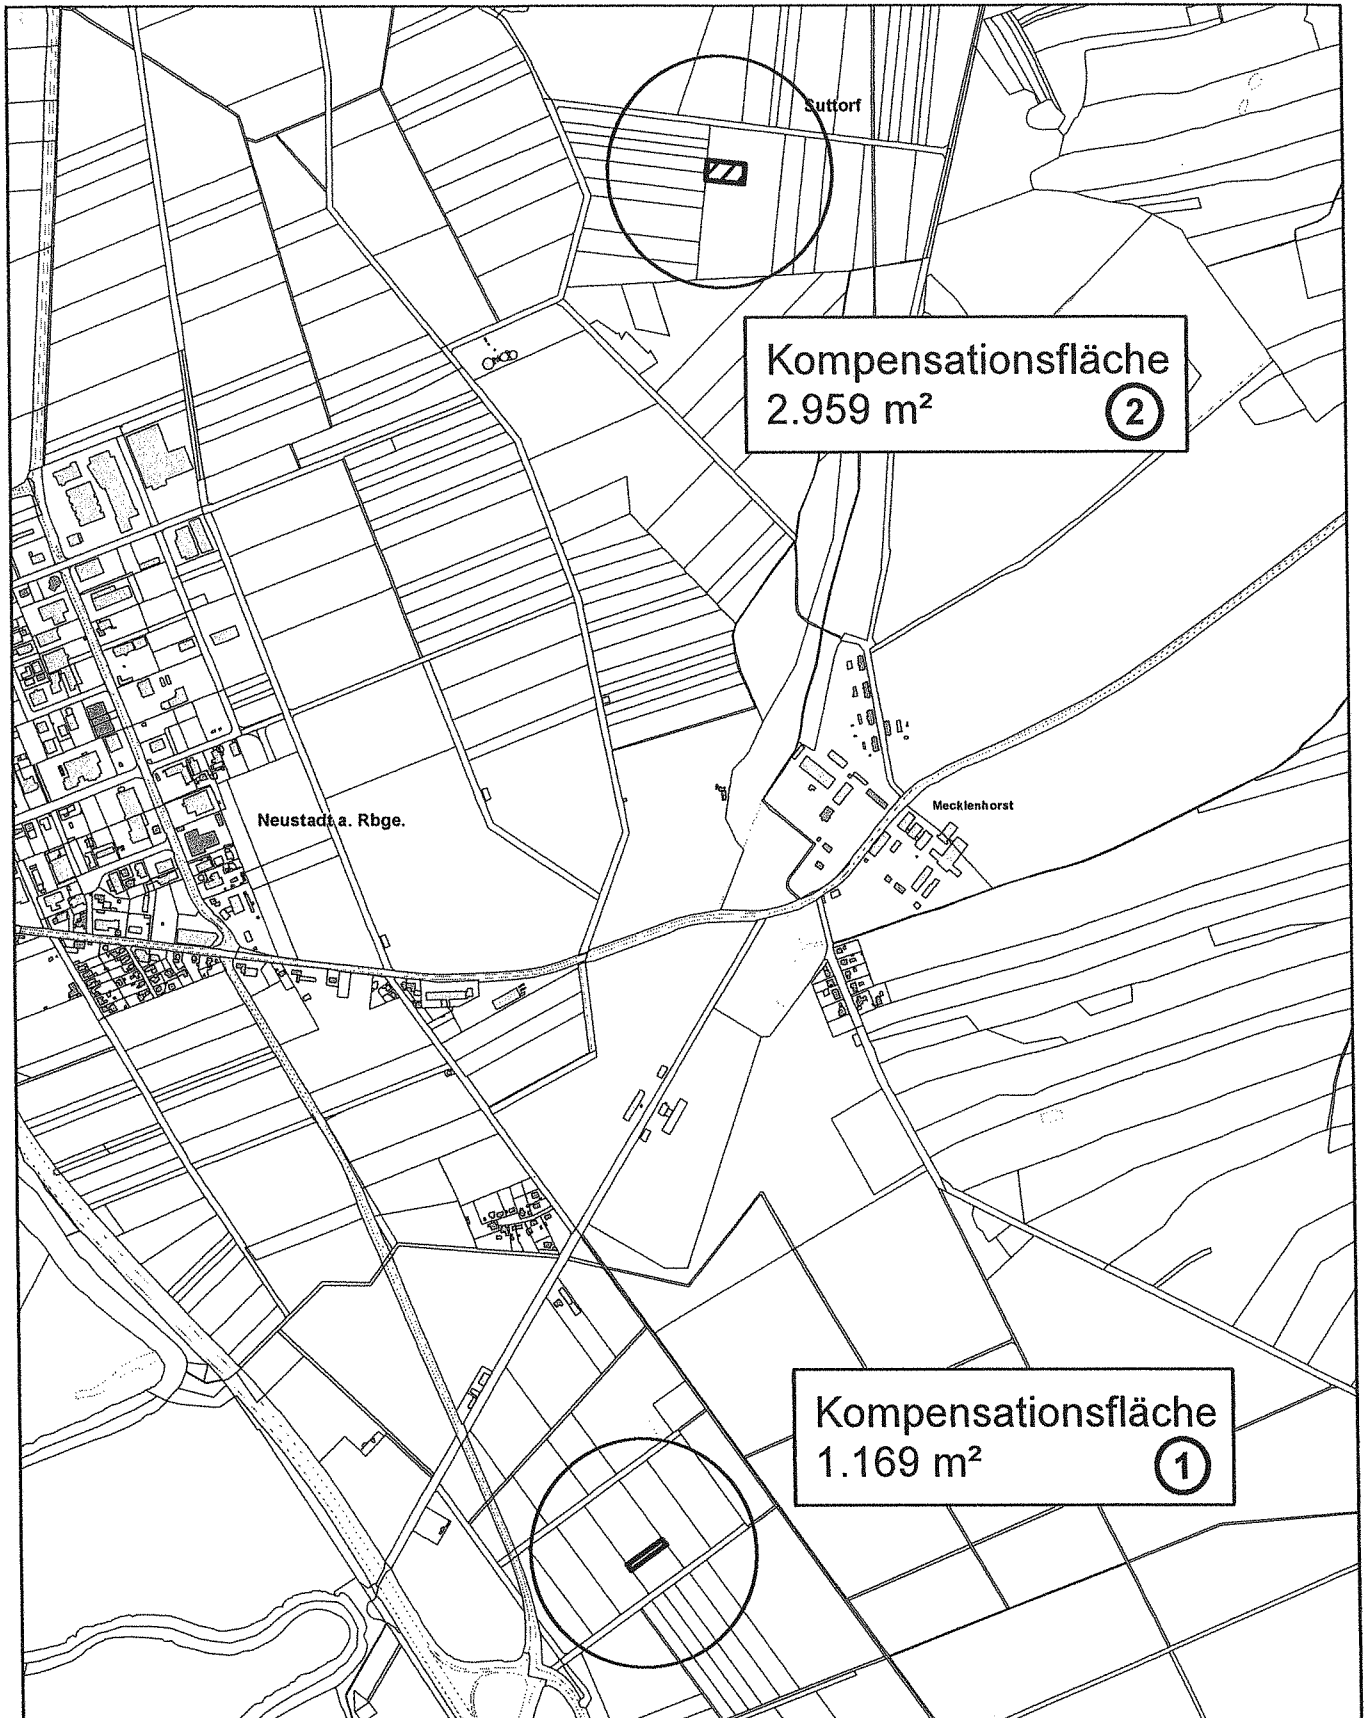 Suttorf
Kompensationsfläche
2.959 m²
2
Neustadt a. Rbge.
Mecklenhorst
Kompensationsfläche
1.169 m²
1